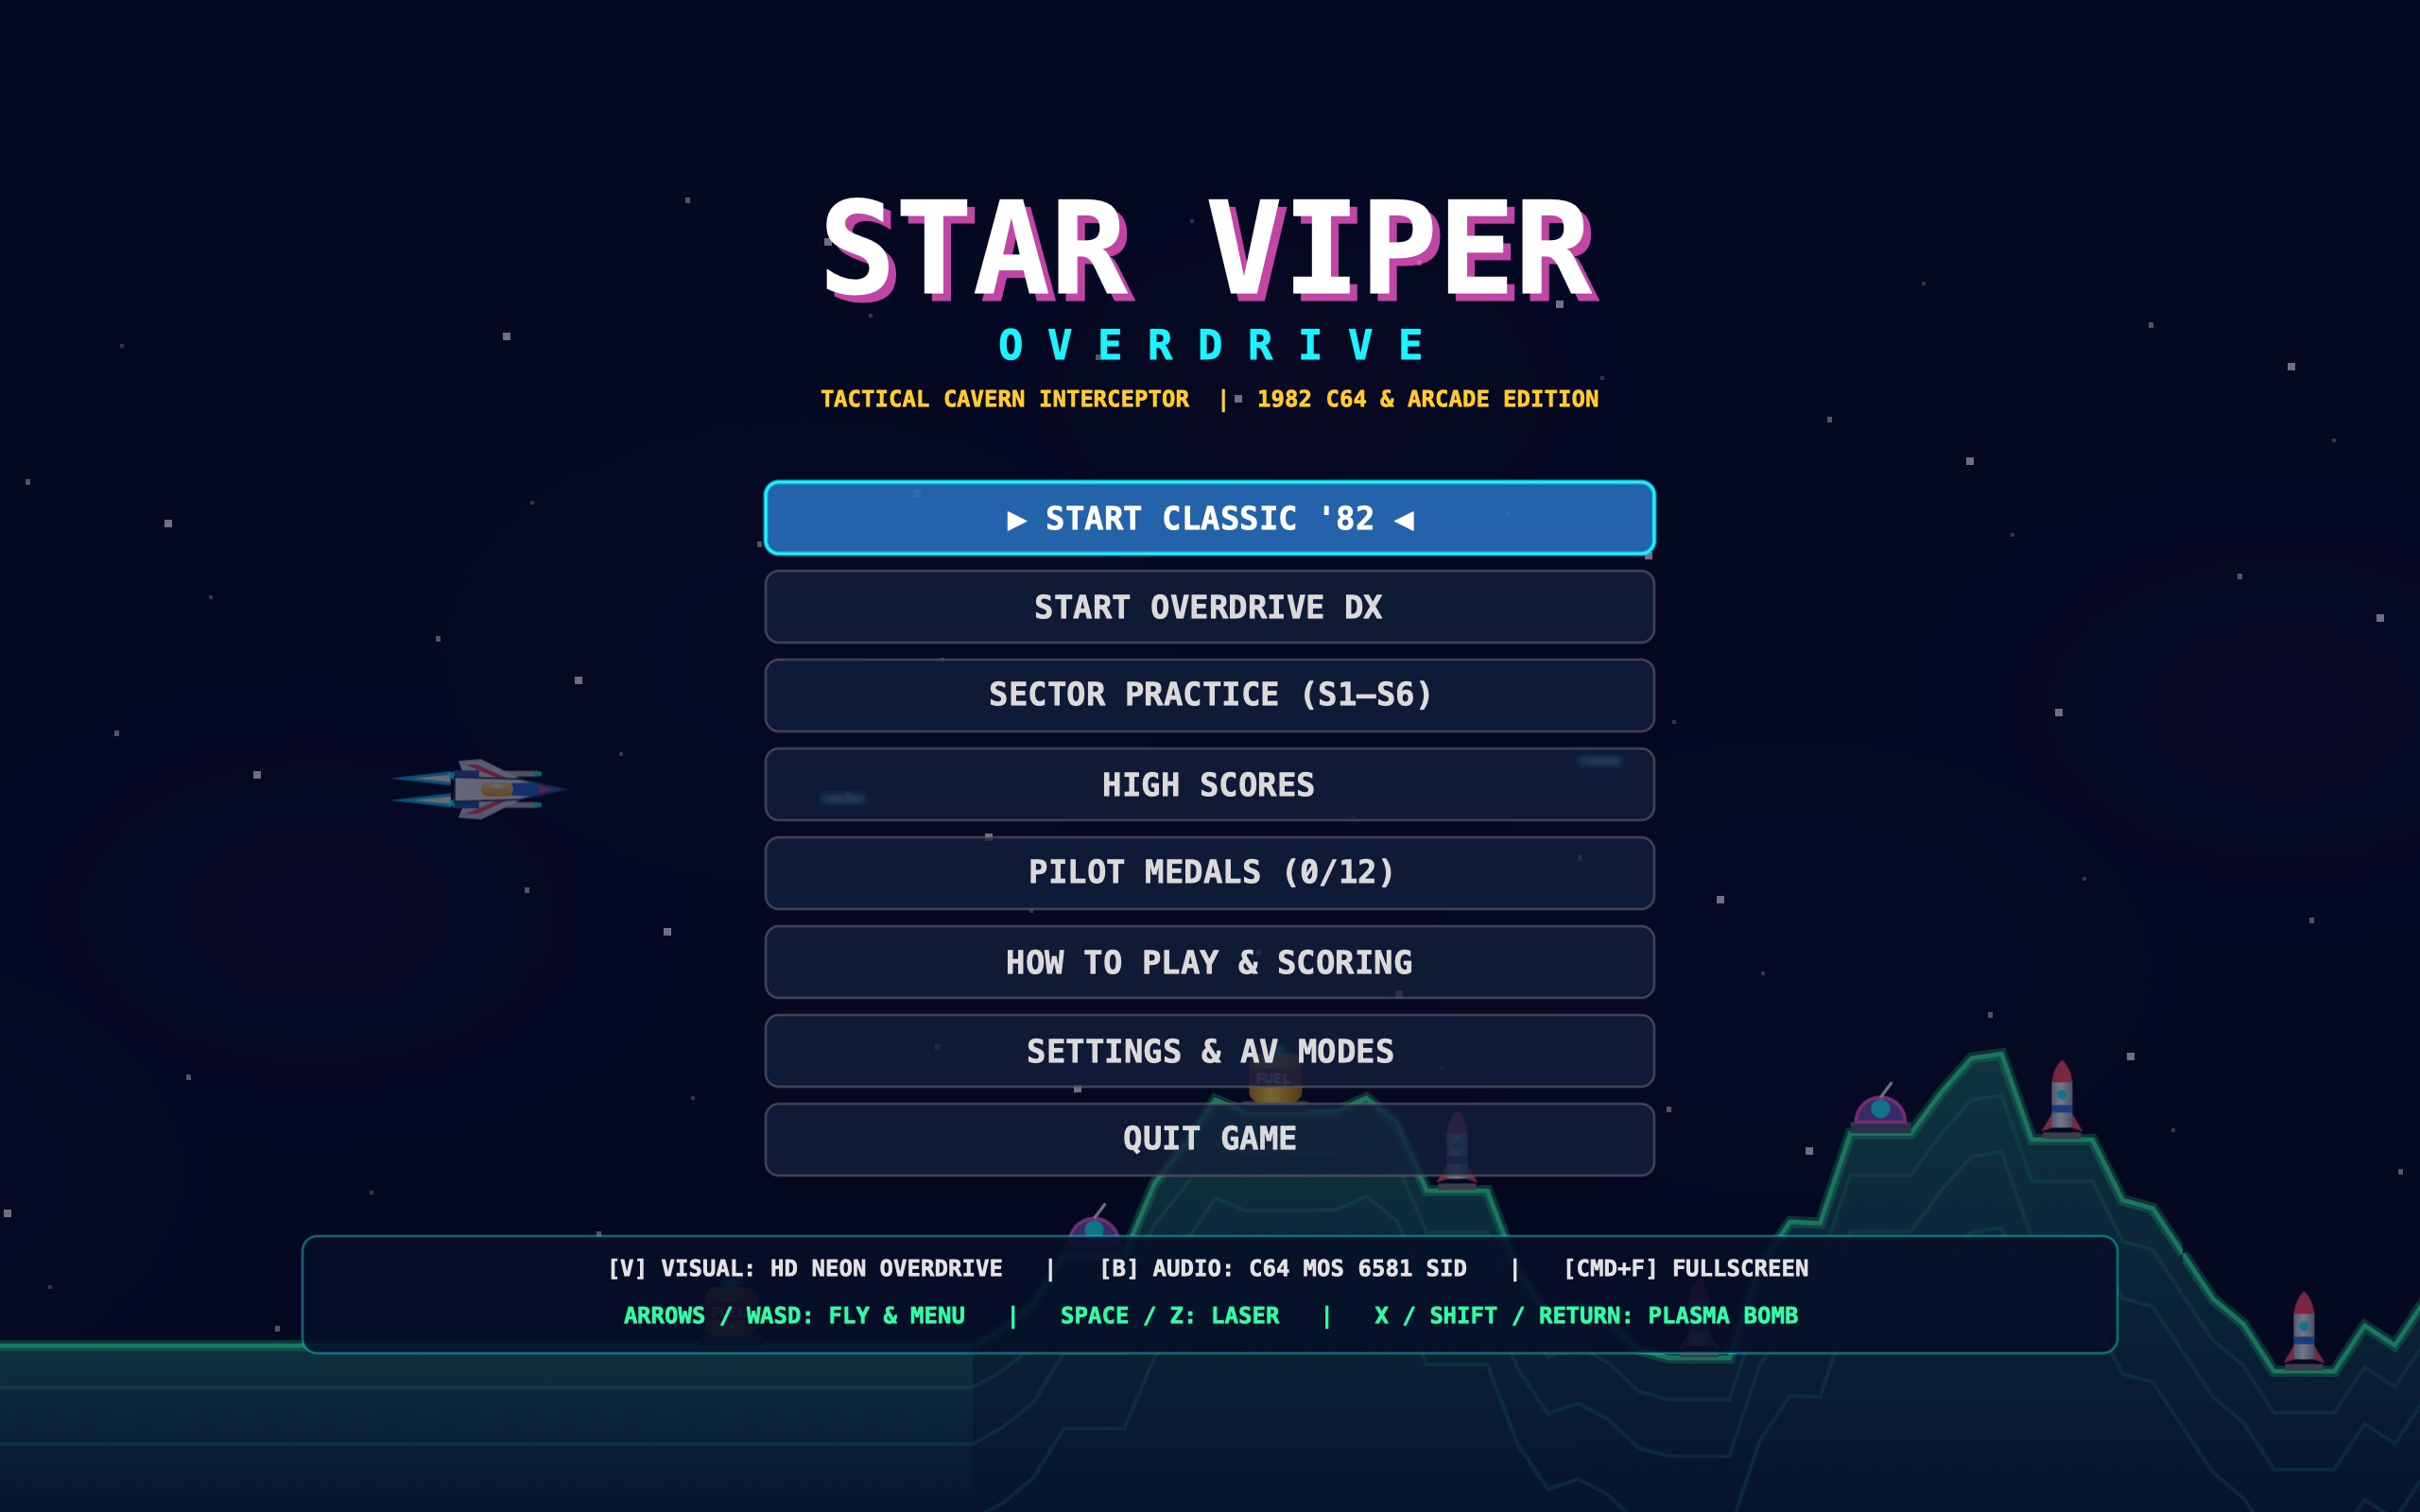 STAR VIPER
OVERDRIVE
TACTICAL CAVERN INTERCEPTOR | 1982 C64 & ARCADE EDITION
▶ START CLASSIC '82 ◀
START OVERDRIVE DX
SECTOR PRACTICE (S1–S6)
HIGH SCORES
PILOT MEDALS (0/12)
HOW TO PLAY & SCORING
SETTINGS & AV MODES
FUEL
QUIT GAME
[V] VISUAL: HD NEON OVERDRIVE | [B] AUDIO: C64 MOS 6581 SID | [CMD+F] FULLSCREEN
ARROWS / WASD: FLY & MENU | SPACE / Z: LASER | X / SHIFT / RETURN: PLASMA BOMB